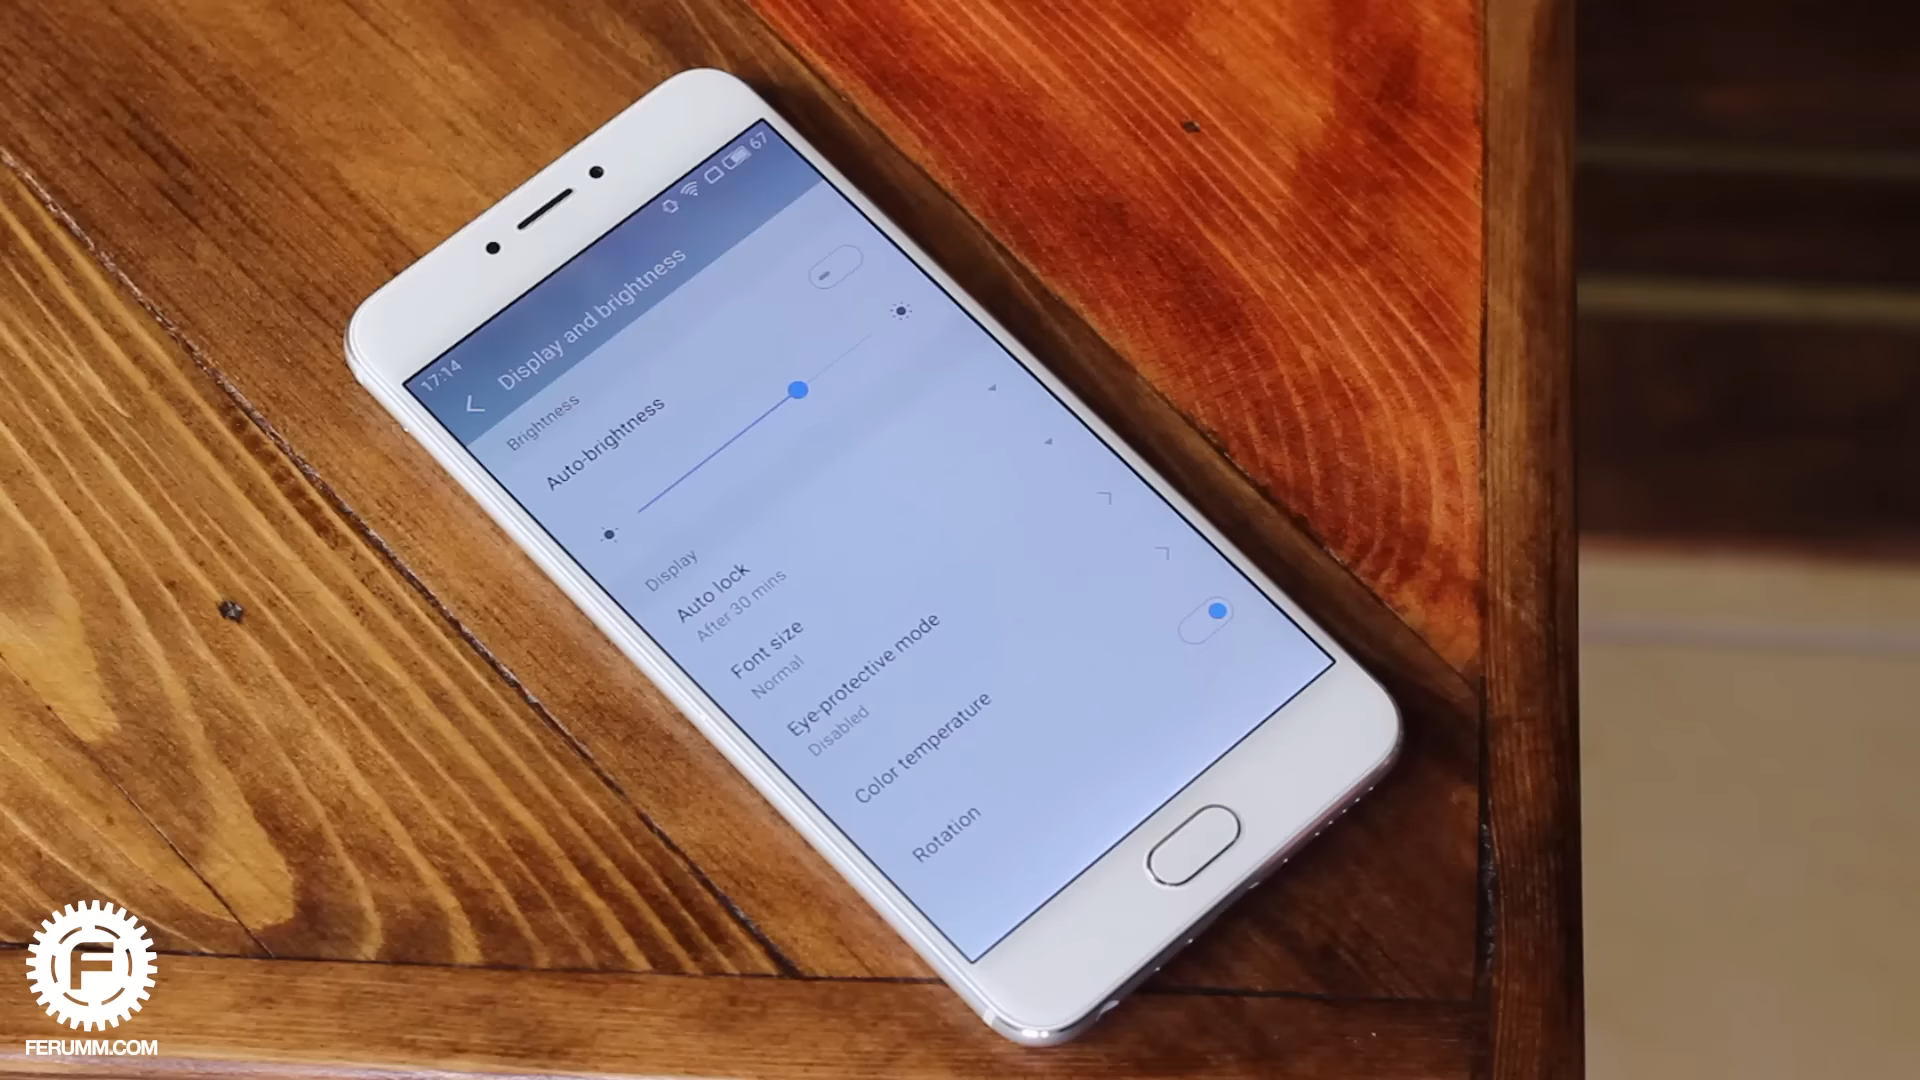 17:14
67
Display and brightness
Brightness
Auto-brightness
Display
Auto lock
After 30 mins
Font size
Normal
Eye-protective mode
Disabled
Color temperature
Rotation
F
FERUMM.COM